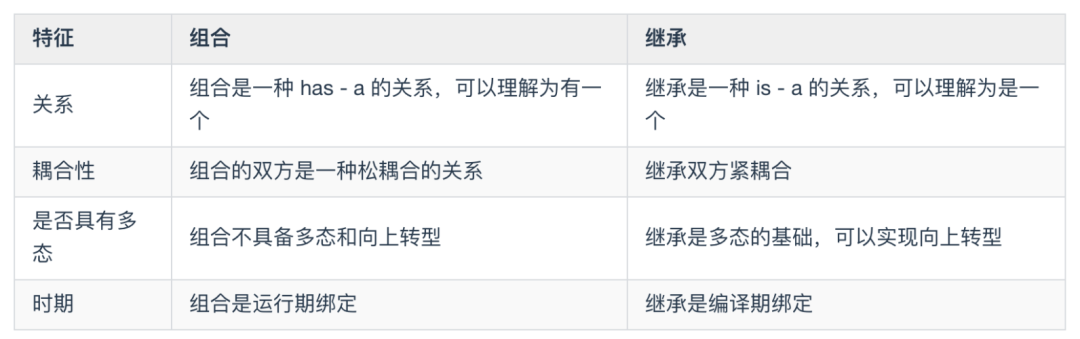 特征 组合 继承
关系 组合是一种 has - a 的关系，可以理解为有一个 继承是一种 is - a 的关系，可以理解为是一个
耦合性 组合的双方是一种松耦合的关系 继承双方紧耦合
是否具有多态 组合不具备多态和向上转型 继承是多态的基础，可以实现向上转型
时期 组合是运行期绑定 继承是编译期绑定